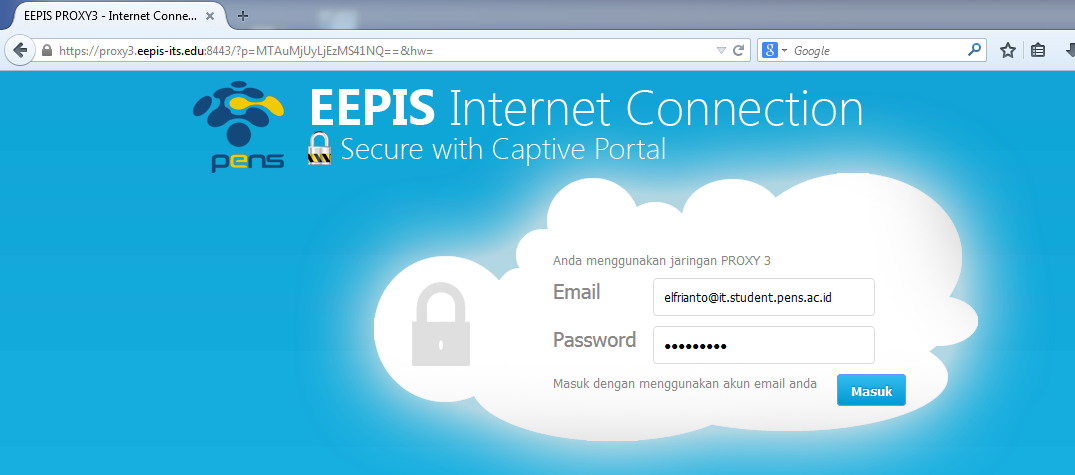 EEPIS PROXY3 - Internet Conne...
https://proxy3.eepis-its.edu:8443/?p=MTAuMjUyLjEzMS41NQ==&hw=
Google
EEPIS Internet Connection
Secure with Captive Portal
pens
Anda menggunakan jaringan PROXY 3
Email
elfrianto@it.student.pens.ac.id
Password
Masuk dengan menggunakan akun email anda
Masuk